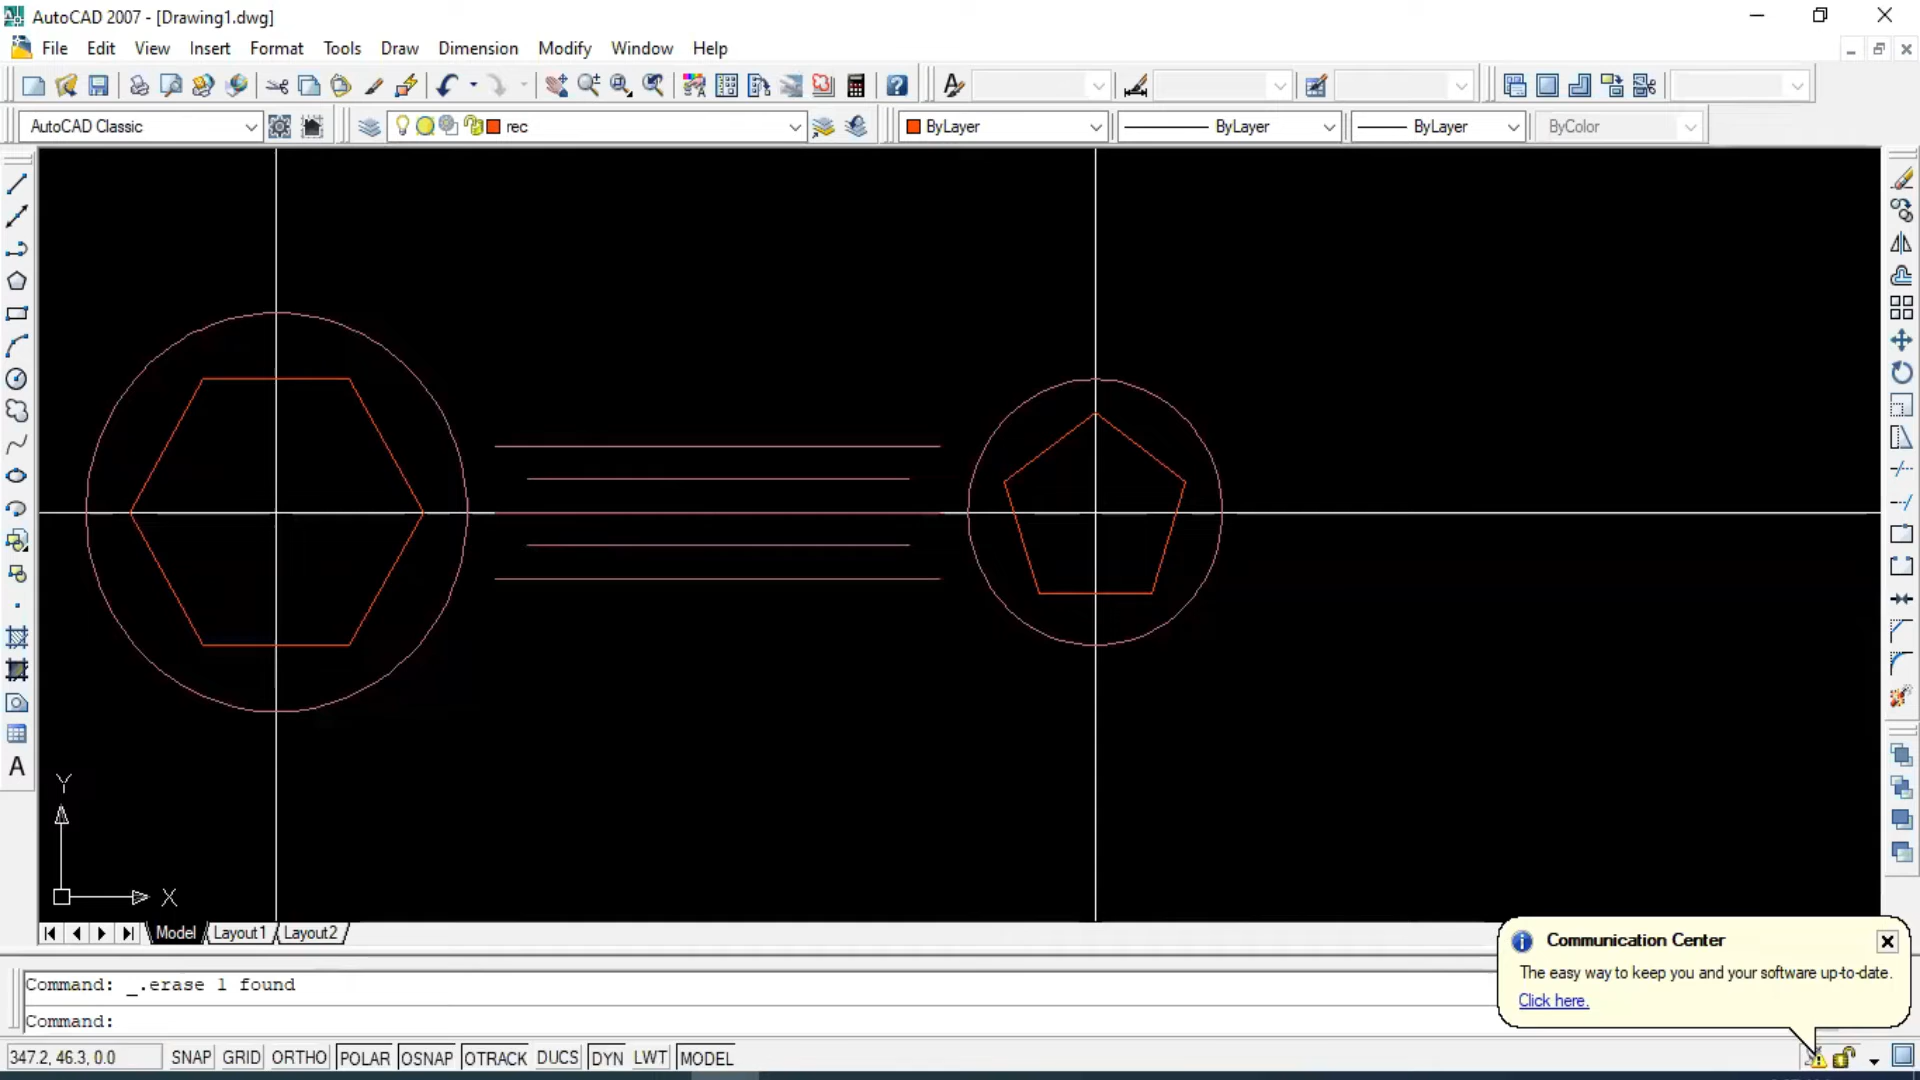 AutoCAD 2007 - [Drawing1.dwg]
File Edit View Insert Format Tools Draw Dimension Modify Window Help
AutoCAD Classic rec ByLayer ByLayer ByLayer ByColor
A
Y
X
Model Layout1 Layout2
Communication Center
The easy way to keep you and your software up-to-date.
Click here.
Command: _.erase 1 found
Command:
347.2, 46.3, 0.0 SNAP GRID ORTHO POLAR OSNAP OTRACK DUCS DYN LWT MODEL